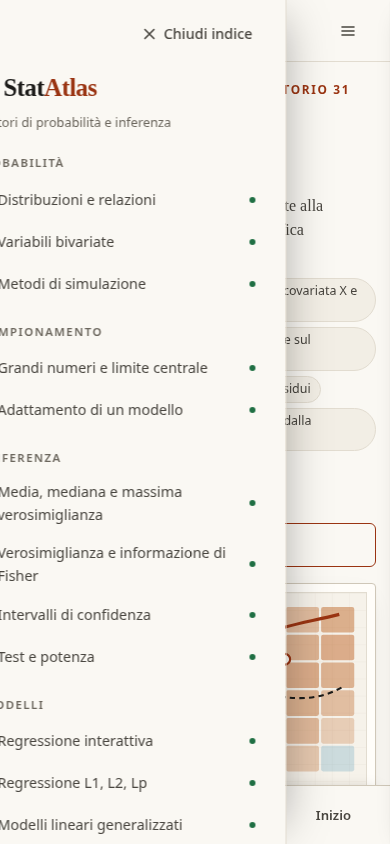 Chiudi indice
StatAtlas
tori di probabilità e inferenza
OBABILITÀ
Distribuzioni e relazioni
Variabili bivariate
Metodi di simulazione
MPIONAMENTO
Grandi numeri e limite centrale
Adattamento di un modello
FERENZA
Media, mediana e massima
verosimiglianza
Verosimiglianza e informazione di
Fisher
Intervalli di confidenza
Test e potenza
ODELLI
Regressione interattiva
Regressione L1, L2, Lp
Modelli lineari generalizzati
TORIO 31
te alla
ica
covariata X e
e sul
sidui
dalla
Inizio